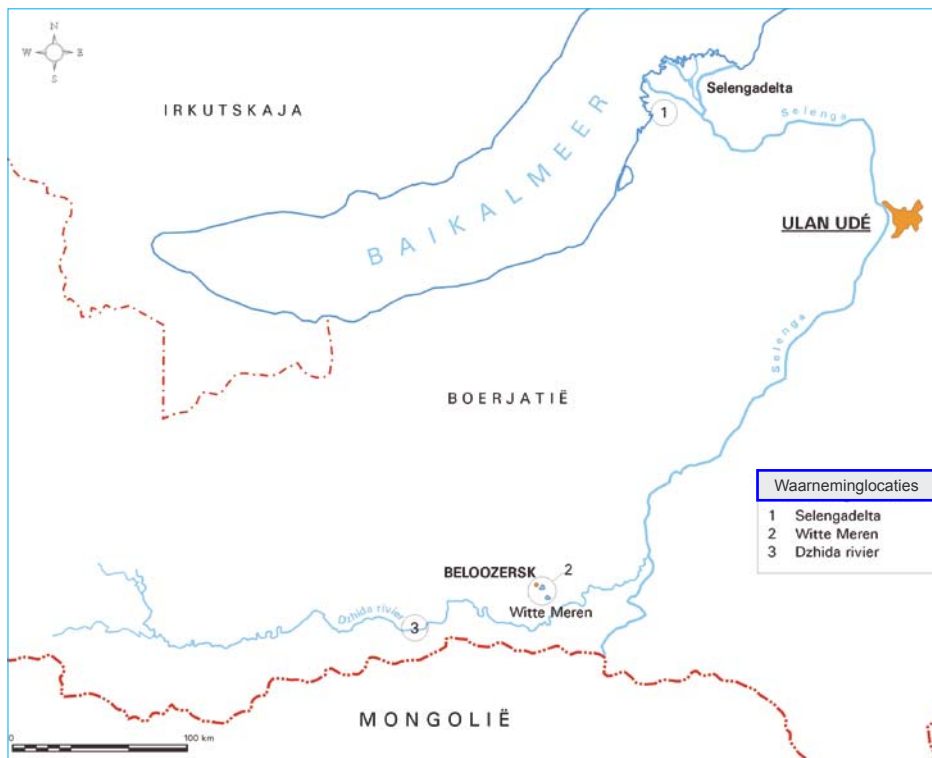 N
W E
S
Selengadelta
IRKUTSKAJA
1
Selenga
BAIKALMEER
ULAN UDÉ
Selenga
BOERJATIË
Waarneminglocaties
1 Selengadelta
2 Witte Meren
3 Dzhida rivier
BELOOZERSK 2
Witte Meren
Dzhida rivier
3
MONGOLIË
0 100 km